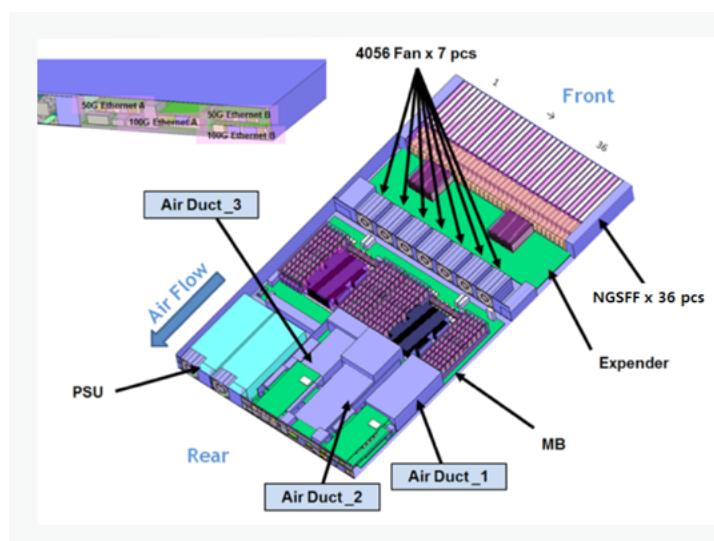 4056 Fan x 7 pcs
50G Ethernet A
50G Ethernet B
100G Ethernet A
100G Ethernet B
1
→
36
Front
Air Duct_3
Air Flow
NGSFF x 36 pcs
Expender
PSU
MB
Rear
Air Duct_1
Air Duct_2